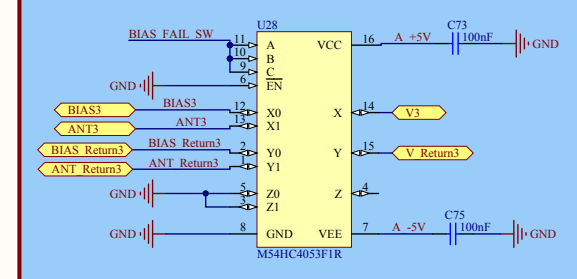 U28
C73
BIAS_FAIL_SW
11 A VCC 16 A_+5V 100nF GND
10 B
9 C
GND 6 EN
BIAS3 BIAS3 12 X0 X 14 V3
ANT3 ANT3 13 X1
BIAS_Return3 BIAS_Return3 2 Y0 Y 15 V_Return3
ANT_Return3 ANT_Return3 1 Y1
GND 5 Z0 Z 4
3 Z1
C75
GND 8 GND VEE 7 A_-5V 100nF GND
M54HC4053F1R